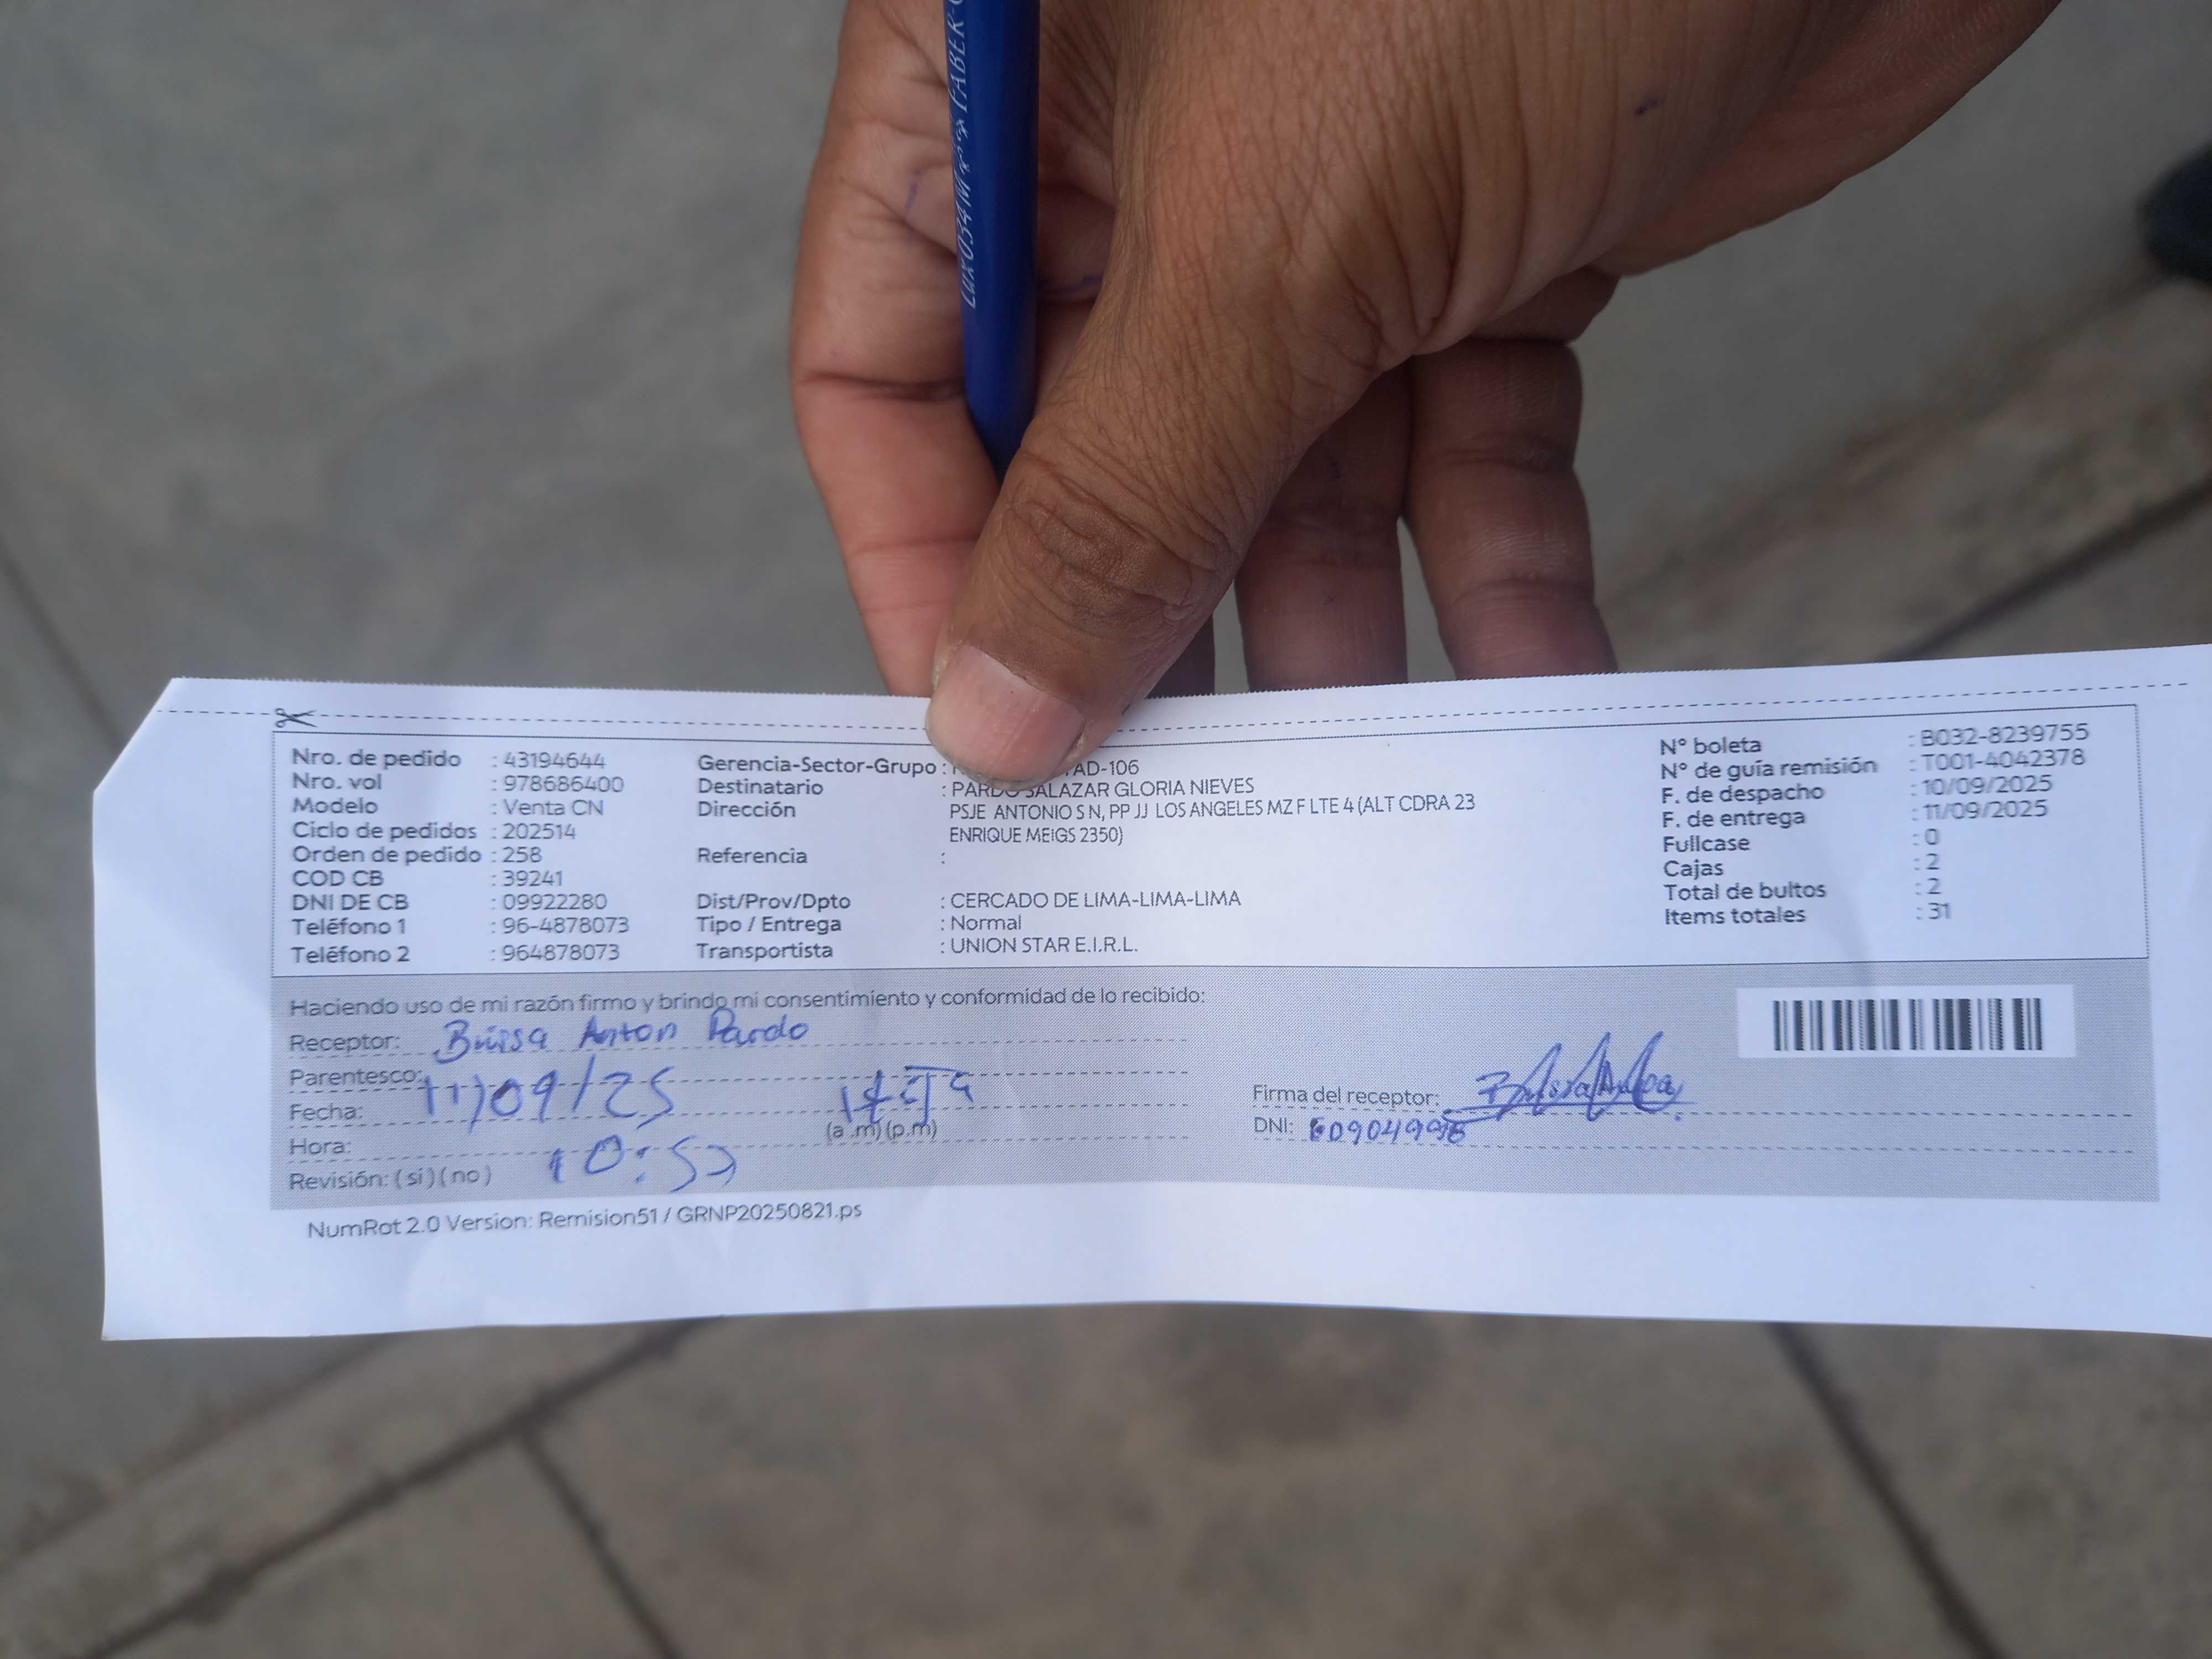 Lux034M FABER-C
Nro. de pedido : 43194644
Nro. vol : 978686400
Modelo : Venta CN
Ciclo de pedidos : 202514
Orden de pedido : 258
COD CB : 39241
DNI DE CB : 09922280
Teléfono 1 : 96-4878073
Teléfono 2 : 964878073
Gerencia-Sector-Grupo : AD-106
Destinatario : PARDO SALAZAR GLORIA NIEVES
Dirección PSJE ANTONIO S N, PP JJ LOS ANGELES MZ F LTE 4 (ALT CDRA 23
ENRIQUE MEIGS 2350)
Referencia :
Dist/Prov/Dpto : CERCADO DE LIMA-LIMA-LIMA
Tipo / Entrega : Normal
Transportista : UNION STAR E.I.R.L.
N° boleta : B032-8239755
N° de guía remisión : T001-4042378
F. de despacho : 10/09/2025
F. de entrega : 11/09/2025
Fullcase : 0
Cajas : 2
Total de bultos : 2
Items totales : 31
Haciendo uso de mi razón firmo y brindo mi consentimiento y conformidad de lo recibido:
Receptor: Anton Pardo
Parentesco:
Fecha: 11/09/25
Hora: (a.m) (p.m)
Revisión: (si) (no) 10:53
Firma del receptor:
DNI:
NumRot 2.0 Version: Remision51 / GRNP20250821.ps